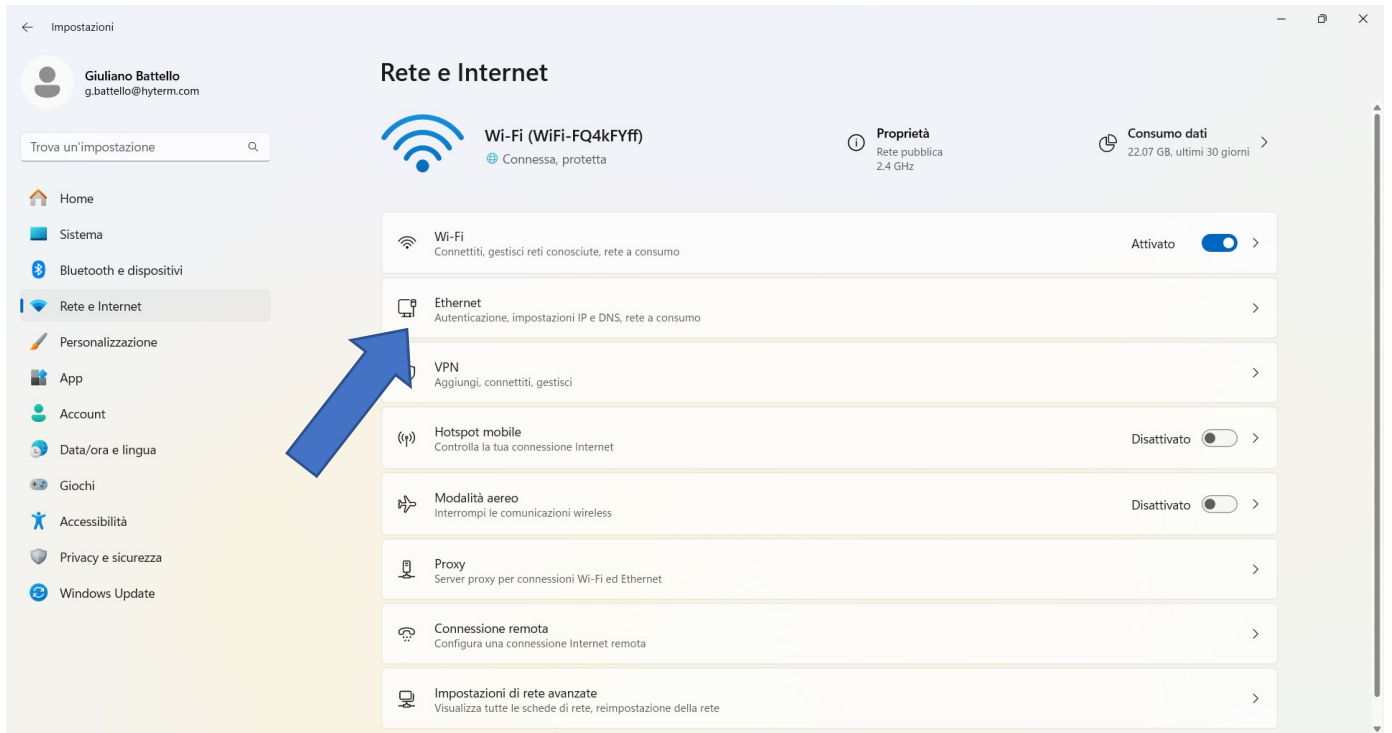 Impostazioni
Giuliano Battello
g.battello@hyterm.com
Trova un'impostazione
Home
Sistema
Bluetooth e dispositivi
Rete e Internet
Personalizzazione
App
Account
Data/ora e lingua
Giochi
Accessibilità
Privacy e sicurezza
Windows Update
Rete e Internet
Wi-Fi (WiFi-FQ4kFYff)
Connessa, protetta
Proprietà
Rete pubblica
2.4 GHz
Consumo dati
22.07 GB, ultimi 30 giorni
Wi-Fi
Connettiti, gestisci reti conosciute, rete a consumo
Attivato
Ethernet
Autenticazione, impostazioni IP e DNS, rete a consumo
VPN
Aggiungi, connettiti, gestisci
Hotspot mobile
Controlla la tua connessione Internet
Disattivato
Modalità aereo
Interrompi le comunicazioni wireless
Disattivato
Proxy
Server proxy per connessioni Wi-Fi ed Ethernet
Connessione remota
Configura una connessione Internet remota
Impostazioni di rete avanzate
Visualizza tutte le schede di rete, reimpostazione della rete